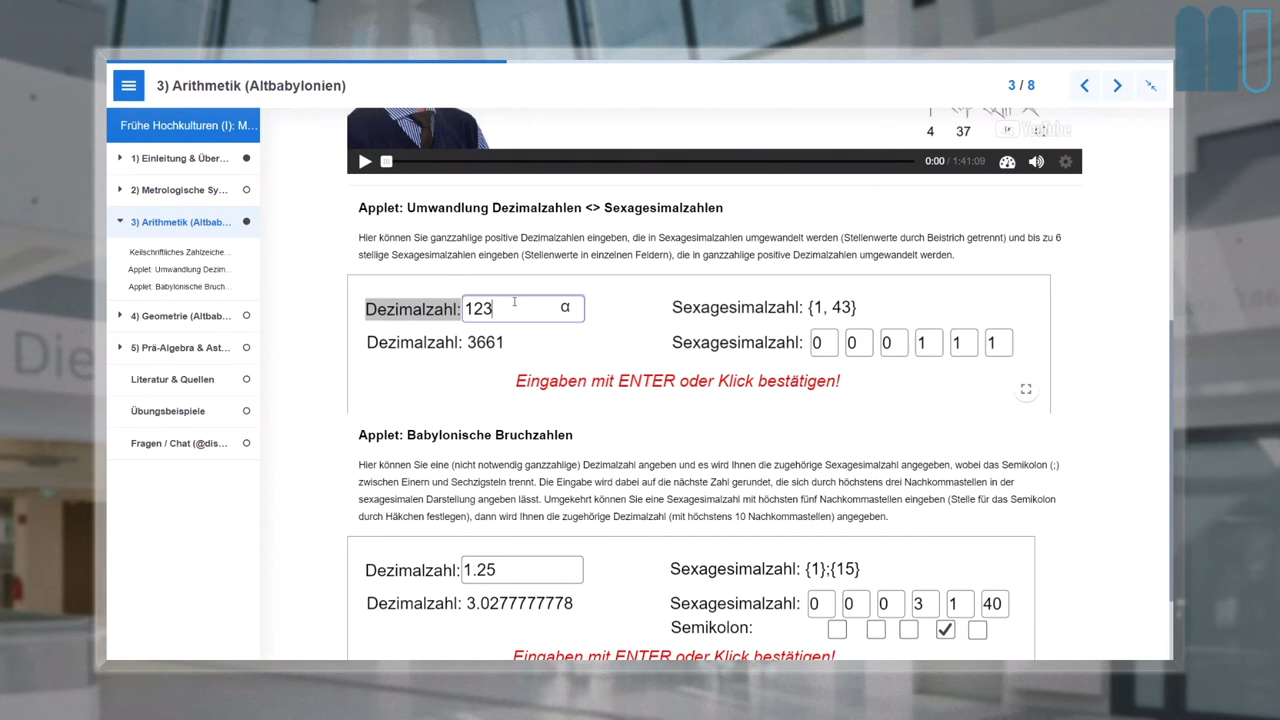 3) Arithmetik (Altbabylonien)
3 / 8
Frühe Hochkulturen (I): M...
1) Einleitung & Über...
2) Metrologische Sy...
3) Arithmetik (Altbab...
Keilschriftliches Zahlzeiche...
Applet: Umwandlung Dezim...
Applet: Babylonische Bruch...
4) Geometrie (Altbab...
5) Prä-Algebra & Ast...
Literatur & Quellen
Übungsbeispiele
Fragen / Chat (@dis...
4 37
YouTube
0:00 / 1:41:09
Applet: Umwandlung Dezimalzahlen <> Sexagesimalzahlen
Hier können Sie ganzzahlige positive Dezimalzahlen eingeben, die in Sexagesimalzahlen umgewandelt werden (Stellenwerte durch Beistrich getrennt) und bis zu 6
stellige Sexagesimalzahlen eingeben (Stellenwerte in einzelnen Feldern), die in ganzzahlige positive Dezimalzahlen umgewandelt werden.
Dezimalzahl: 123 α Sexagesimalzahl: {1, 43}
Dezimalzahl: 3661 Sexagesimalzahl: 0 0 0 1 1 1
Eingaben mit ENTER oder Klick bestätigen!
Applet: Babylonische Bruchzahlen
Hier können Sie eine (nicht notwendig ganzzahlige) Dezimalzahl angeben und es wird Ihnen die zugehörige Sexagesimalzahl angegeben, wobei das Semikolon (;)
zwischen Einern und Sechzigsteln trennt. Die Eingabe wird dabei auf die nächste Zahl gerundet, die sich durch höchstens drei Nachkommastellen in der
sexagesimalen Darstellung angeben lässt. Umgekehrt können Sie eine Sexagesimalzahl mit höchsten fünf Nachkommastellen eingeben (Stelle für das Semikolon
durch Häkchen festlegen), dann wird Ihnen die zugehörige Dezimalzahl (mit höchstens 10 Nachkommastellen) angegeben.
Dezimalzahl: 1.25 Sexagesimalzahl: {1};{15}
Dezimalzahl: 3.0277777778 Sexagesimalzahl: 0 0 0 3 1 40
Semikolon:
Eingaben mit ENTER oder Klick bestätigen!
Die